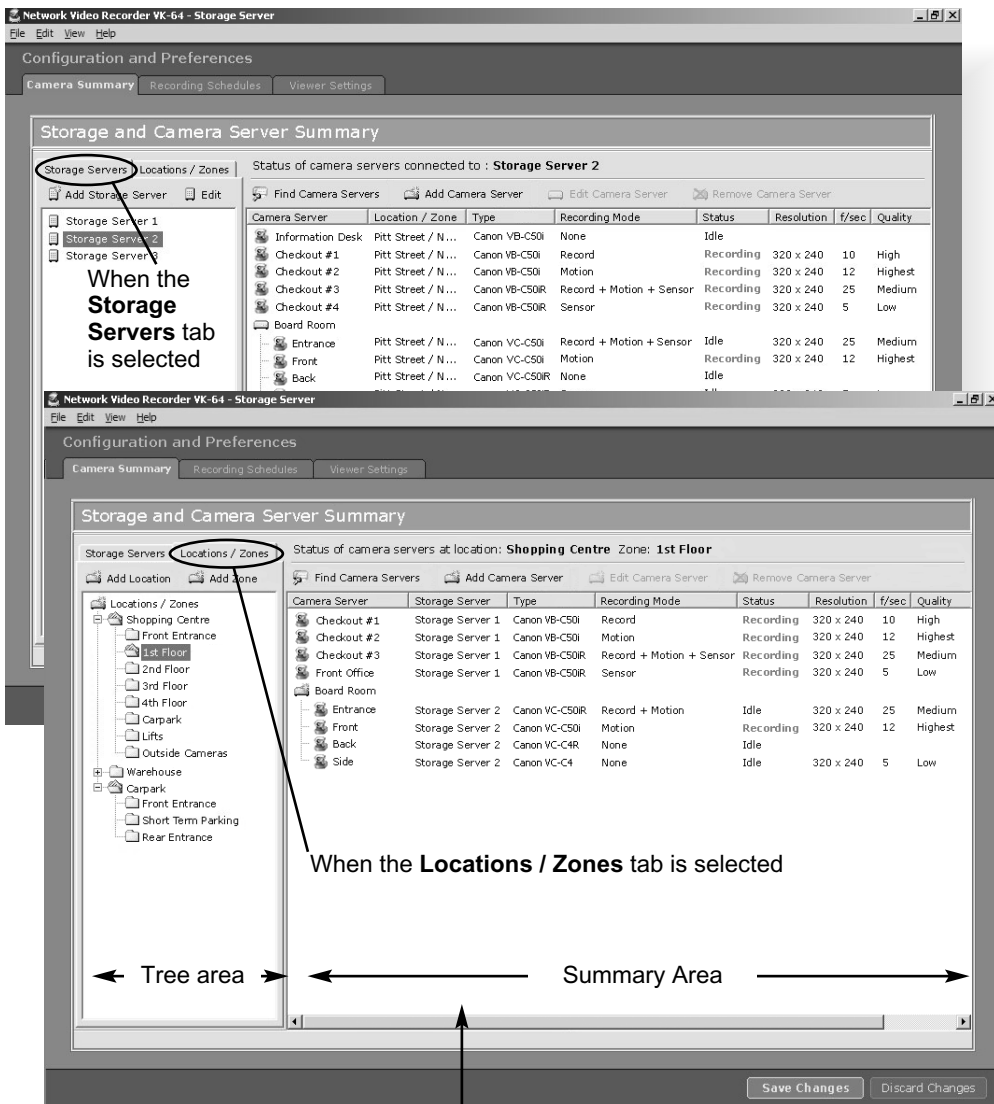 Network Video Recorder VK-64 - Storage Server
File Edit View Help
Configuration and Preferences
Camera Summary Recording Schedules Viewer Settings
Storage and Camera Server Summary
Storage Servers Locations / Zones Status of camera servers connected to : Storage Server 2
Add Storage Server Edit Find Camera Servers Add Camera Server Edit Camera Server Remove Camera Server
Camera Server Location / Zone Type Recording Mode Status Resolution f/sec Quality
Storage Server 1
Storage Server 2
Storage Server 3
Information Desk Pitt Street / N... Canon VB-C50i None Idle
Checkout #1 Pitt Street / N... Canon VB-C50i Record Recording 320 x 240 10 High
Checkout #2 Pitt Street / N... Canon VB-C50i Motion Recording 320 x 240 12 Highest
Checkout #3 Pitt Street / N... Canon VB-C50iR Record + Motion + Sensor Recording 320 x 240 25 Medium
Checkout #4 Pitt Street / N... Canon VB-C50iR Sensor Recording 320 x 240 5 Low
Board Room
Entrance Pitt Street / N... Canon VC-C50i Record + Motion + Sensor Idle 320 x 240 25 Medium
Front Pitt Street / N... Canon VC-C50i Motion Recording 320 x 240 12 Highest
Back Pitt Street / N... Canon VC-C50iR None Idle
When the
Storage
Servers tab
is selected
Network Video Recorder VK-64 - Storage Server
File Edit View Help
Configuration and Preferences
Camera Summary Recording Schedules Viewer Settings
Storage and Camera Server Summary
Storage Servers Locations / Zones Status of camera servers at location: Shopping Centre Zone: 1st Floor
Add Location Add Zone Find Camera Servers Add Camera Server Edit Camera Server Remove Camera Server
Locations / Zones
Shopping Centre
Front Entrance
1st Floor
2nd Floor
3rd Floor
4th Floor
Carpark
Lifts
Outside Cameras
Warehouse
Carpark
Front Entrance
Short Term Parking
Rear Entrance
Camera Server Storage Server Type Recording Mode Status Resolution f/sec Quality
Checkout #1 Storage Server 1 Canon VB-C50i Record Recording 320 x 240 10 High
Checkout #2 Storage Server 1 Canon VB-C50i Motion Recording 320 x 240 12 Highest
Checkout #3 Storage Server 1 Canon VB-C50iR Record + Motion + Sensor Recording 320 x 240 25 Medium
Front Office Storage Server 1 Canon VB-C50iR Sensor Recording 320 x 240 5 Low
Board Room
Entrance Storage Server 2 Canon VC-C50iR Record + Motion Idle 320 x 240 25 Medium
Front Storage Server 2 Canon VC-C50i Motion Recording 320 x 240 12 Highest
Back Storage Server 2 Canon VC-C4R None Idle
Side Storage Server 2 Canon VC-C4 None Idle 320 x 240 5 Low
When the Locations / Zones tab is selected
Tree area Summary Area
Save Changes Discard Changes